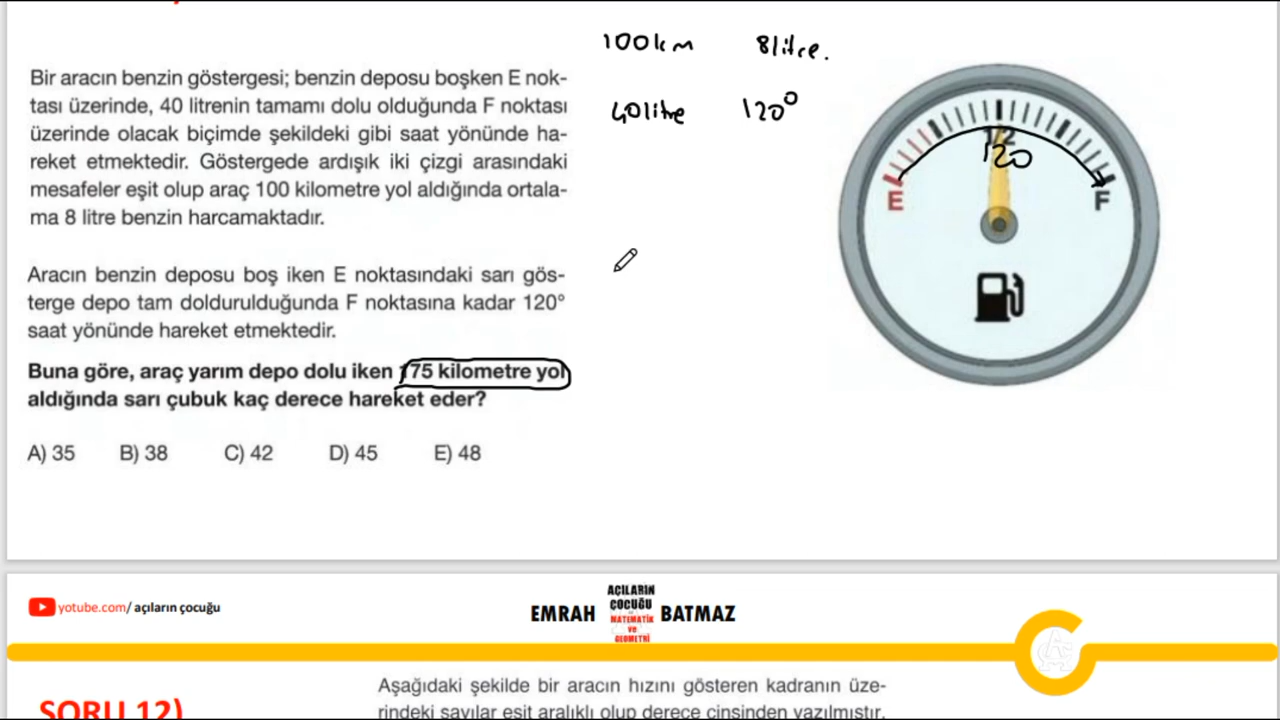 100km 8litre.
Bir aracın benzin göstergesi; benzin deposu boşken E nok-
tası üzerinde, 40 litrenin tamamı dolu olduğunda F noktası
üzerinde olacak biçimde şekildeki gibi saat yönünde ha-
reket etmektedir. Göstergede ardışık iki çizgi arasındaki
mesafeler eşit olup araç 100 kilometre yol aldığında ortala-
ma 8 litre benzin harcamaktadır.
40litre 120°
1/2
120
E F
Aracın benzin deposu boş iken E noktasındaki sarı gös-
terge depo tam doldurulduğunda F noktasına kadar 120°
saat yönünde hareket etmektedir.
Buna göre, araç yarım depo dolu iken 175 kilometre yol
aldığında sarı çubuk kaç derece hareket eder?
A) 35 B) 38 C) 42 D) 45 E) 48
yotube.com/ açıların çocuğu
EMRAH BATMAZ
AÇILARIN
ÇOCUĞU
MATEMATİK
ve
GEOMETRİ
SORU 12)
Aşağıdaki şekilde bir aracın hızını gösteren kadranın üze-
rindeki sayılar eşit aralıklı olup derece cinsinden yazılmıştır.